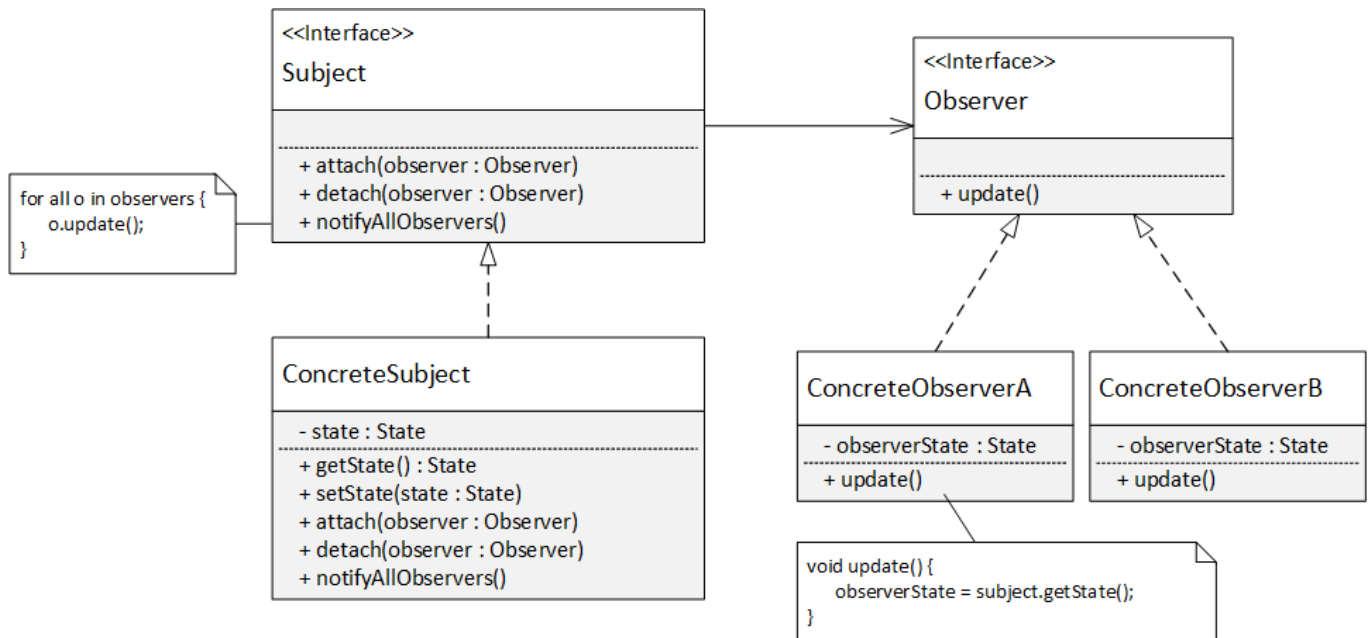 <<Interface>>
Subject
+ attach(observer : Observer)
+ detach(observer : Observer)
+ notifyAllObservers()
<<Interface>>
Observer
+ update()
for all o in observers {
o.update();
}
ConcreteSubject
- state : State
+ getState() : State
+ setState(state : State)
+ attach(observer : Observer)
+ detach(observer : Observer)
+ notifyAllObservers()
ConcreteObserverA
- observerState : State
+ update()
ConcreteObserverB
- observerState : State
+ update()
void update() {
observerState = subject.getState();
}